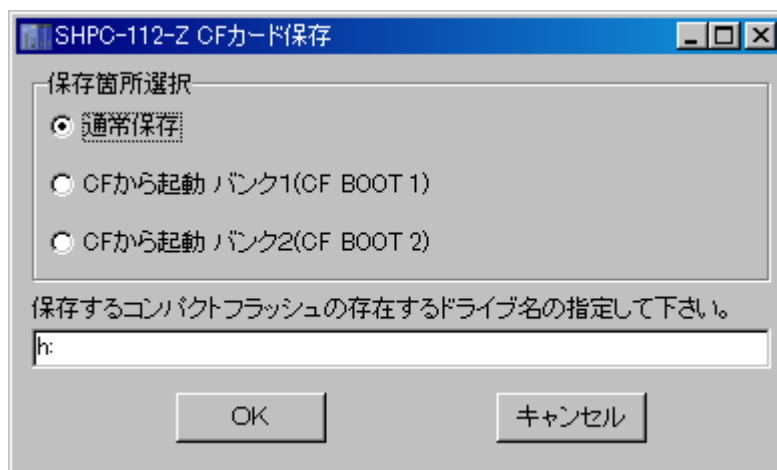 SHPC-112-Z CFカード保存
保存箇所選択
通常保存
CFから起動 バンク1(CF BOOT 1)
CFから起動 バンク2(CF BOOT 2)
保存するコンパクトフラッシュの存在するドライブ名の指定して下さい。
h:
OK キャンセル